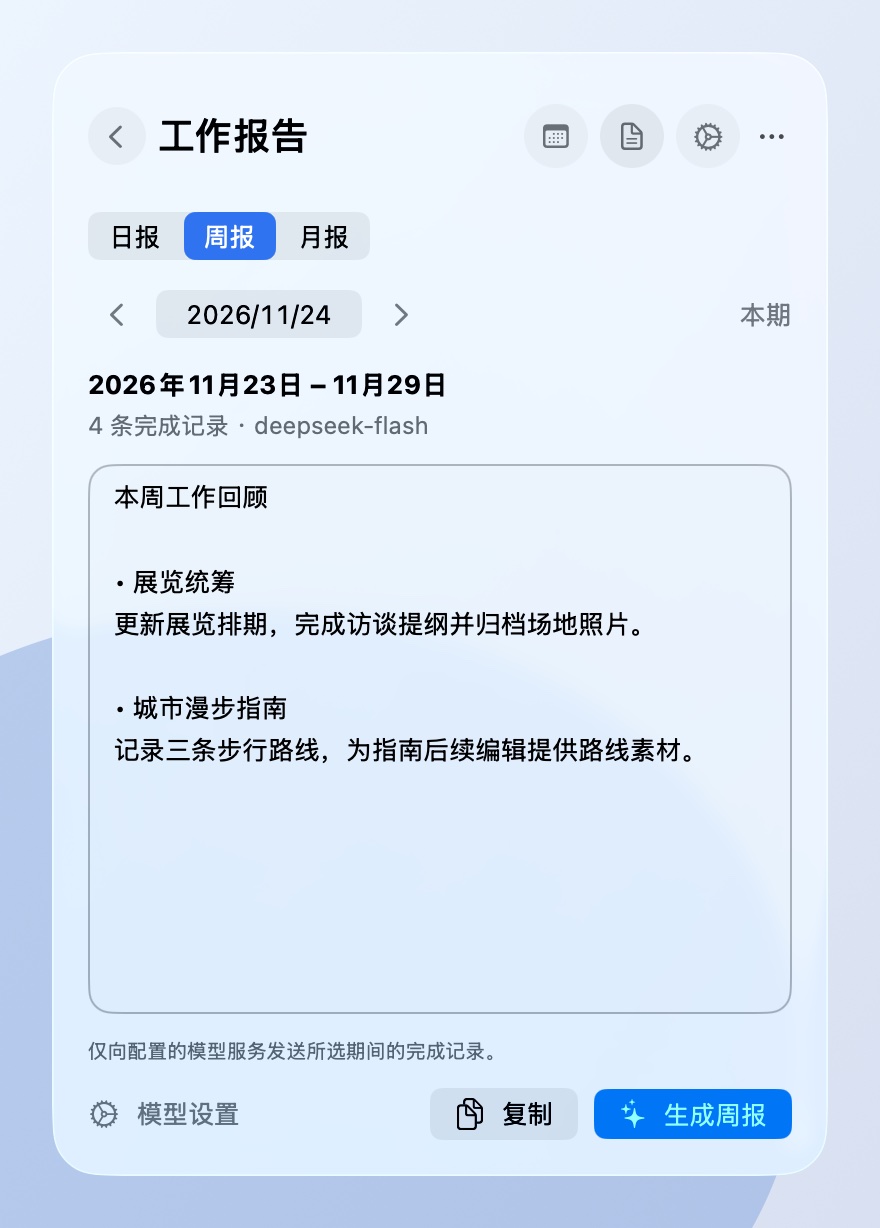 工作报告
日报 周报 月报
2026/11/24 本期
2026年11月23日 – 11月29日
4 条完成记录 · deepseek-flash
本周工作回顾
• 展览统筹
更新展览排期，完成访谈提纲并归档场地照片。
• 城市漫步指南
记录三条步行路线，为指南后续编辑提供路线素材。
仅向配置的模型服务发送所选期间的完成记录。
模型设置 复制 生成周报